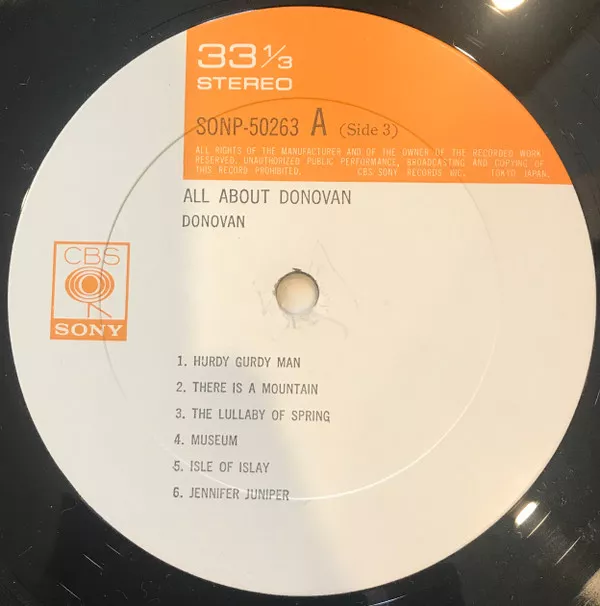 33 1/3
STEREO
SONP-50263 A (Side 3)
ALL RIGHTS OF THE MANUFACTURER AND OF THE OWNER OF THE RECORDED WORK
RESERVED. UNAUTHORIZED PUBLIC PERFORMANCE, BROADCASTING AND COPYING OF
THIS RECORD PROHIBITED. CBS SONY RECORDS INC. TOKYO JAPAN.
ALL ABOUT DONOVAN
DONOVAN
CBS
SONY
1. HURDY GURDY MAN
2. THERE IS A MOUNTAIN
3. THE LULLABY OF SPRING
4. MUSEUM
5. ISLE OF ISLAY
6. JENNIFER JUNIPER